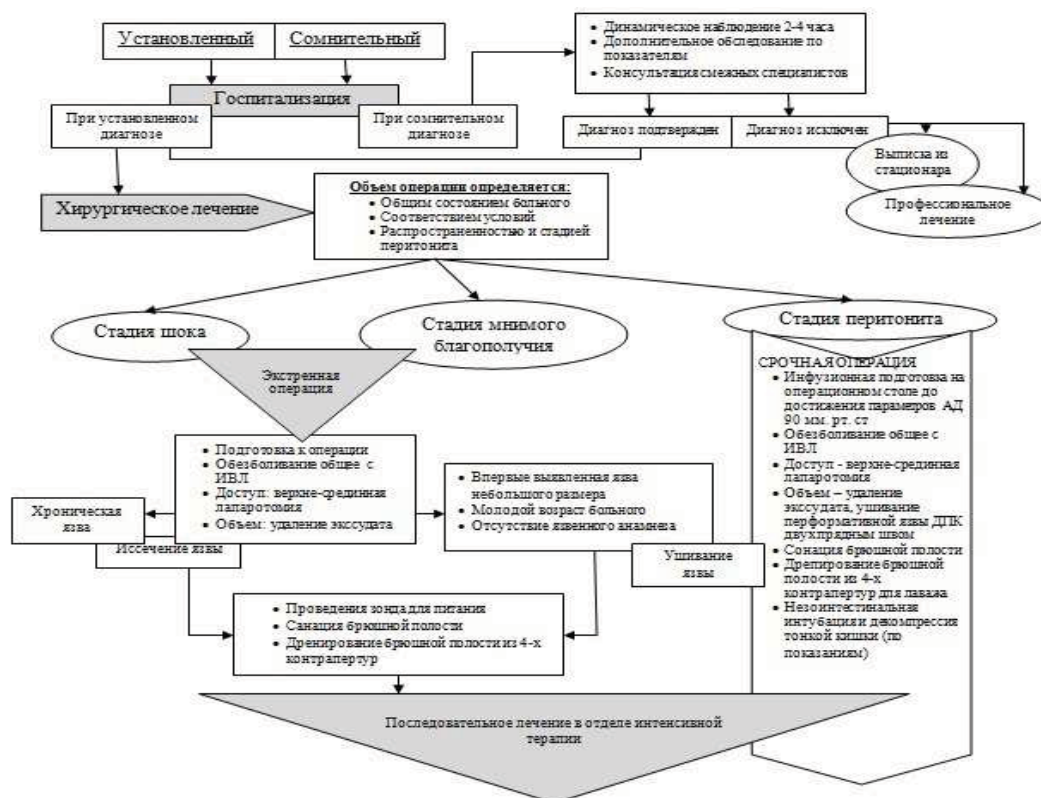 Установленный
Сомнительный
Динамическое наблюдение 2-4 часа
Дополнительное обследование по
показателям
Консультация смежных специалистов
Госпитализация
При установленном
диагнозе
При сомнительном
диагнозе
Диагноз подтвержден
Диагноз исключен
Выписка из
стационара
Профессиональное
лечение
Хирургическое лечение
Объем операции определяется:
Общим состоянием больного
Соответствием условий
Распространенностью и стадией
перитонита
Стадия шока
Стадия мнимого
благополучия
Стадия перитонита
Экстренная
операция
СРОЧНАЯ ОПЕРАЦИЯ
Инфузионная подготовка на
операционном столе до
достижения параметров АД
90 мм. рт. ст
Обезболивание общее с
ИВЛ
Доступ - верхне-срединная
лапаротомия
Объем – удаление
экссудата, ушивание
перформативной язвы ДПК
двухпрядным швом
Сонация брюшной полости
Дрепирование брюшной
полости из 4-х
контрапертур для лаважа
Незоинтестинальная
интубация и декомпрессия
тонкой кишки (по
показаниям)
Подготовка к операции
Обезболивание общее с
ИВЛ
Доступ: верхне-срединная
лапаротомия
Объем: удаление экссудата
Впервые выявленная язва
небольшого размера
Молодой возраст больного
Отсутствие язвенного анамнеза
Хроническая
язва
Иссечение язвы
Ушивание
язвы
Проведения зонда для питания
Санация брюшной полости
Дренирование брюшной полости из 4-х
контрапертур
Последовательное лечение в отделе интенсивной
терапии